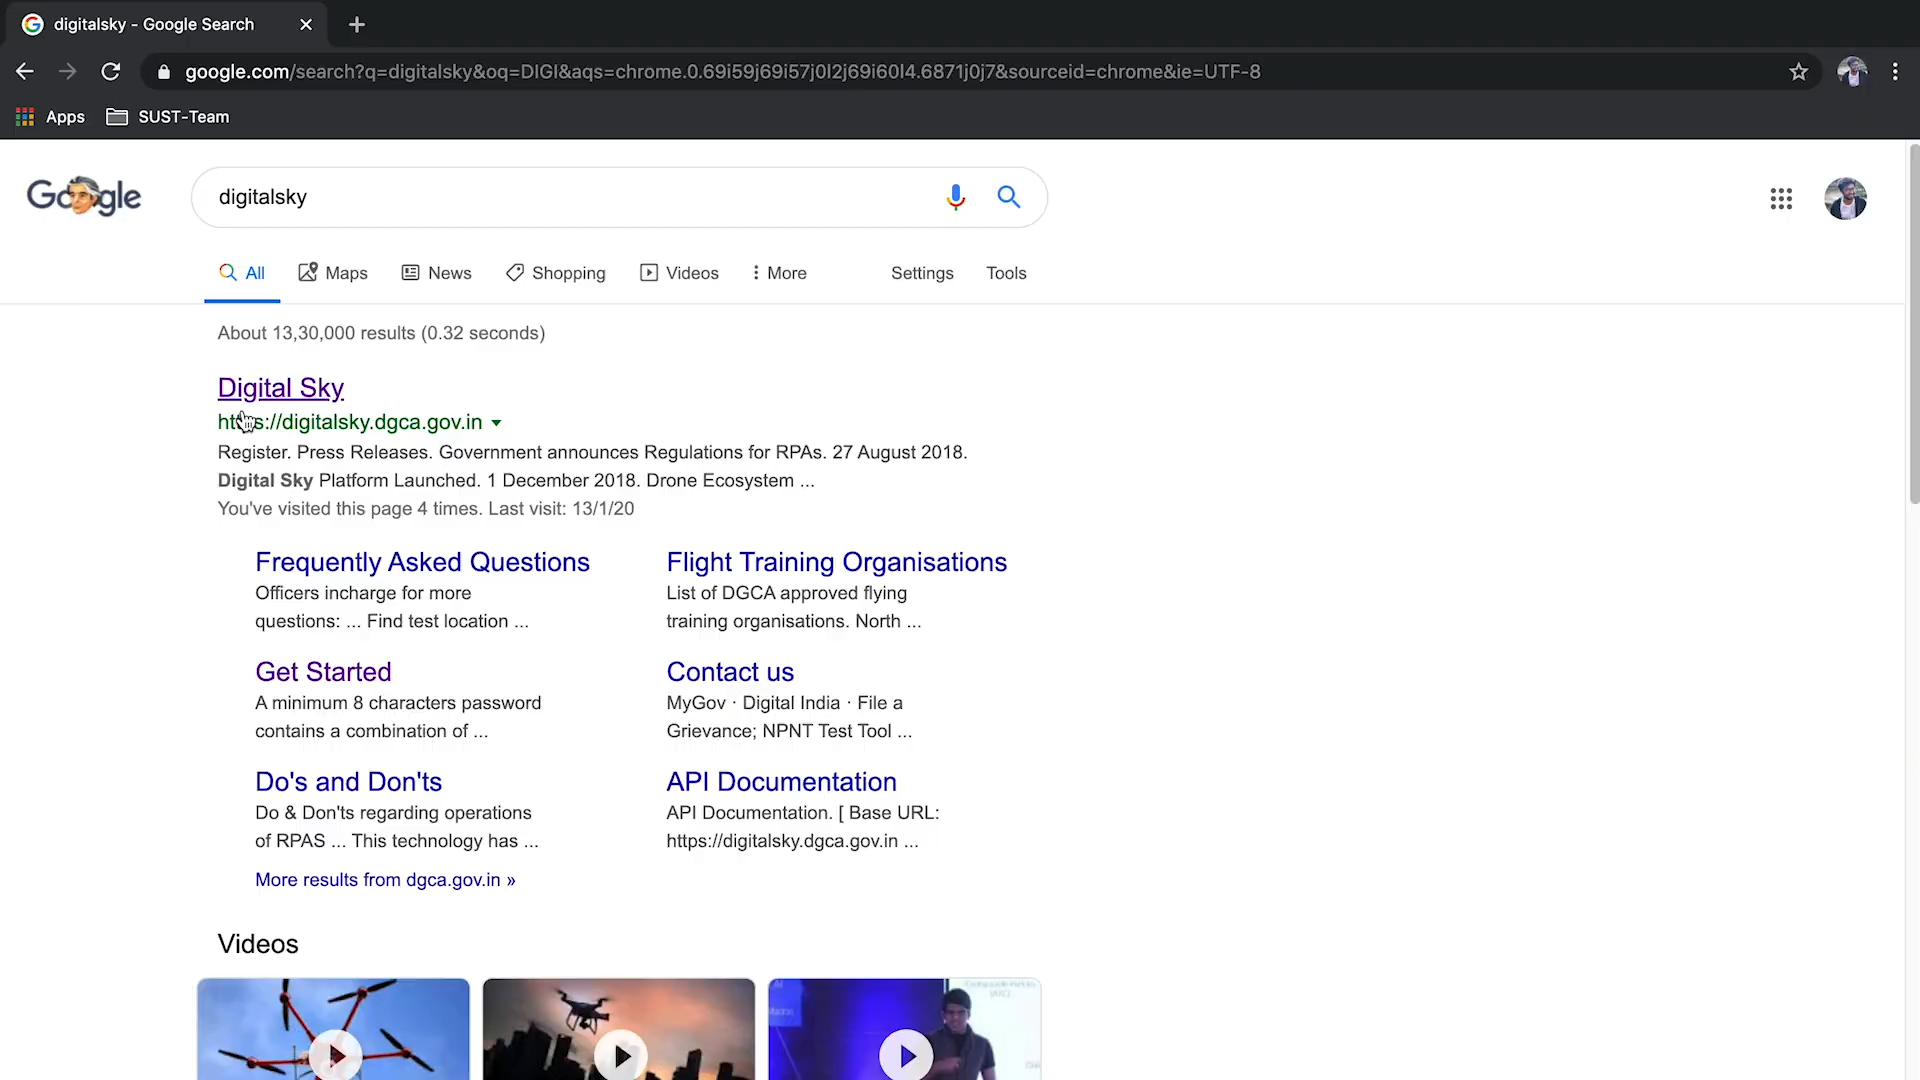 digitalsky - Google Search
google.com/search?q=digitalsky&oq=DIGI&aqs=chrome.0.69i59j69i57j0l2j69i60l4.6871j0j7&sourceid=chrome&ie=UTF-8
Apps SUST-Team
Google
digitalsky
All Maps News Shopping Videos More Settings Tools
About 13,30,000 results (0.32 seconds)
Digital Sky
https://digitalsky.dgca.gov.in
Register. Press Releases. Government announces Regulations for RPAs. 27 August 2018.
Digital Sky Platform Launched. 1 December 2018. Drone Ecosystem ...
You've visited this page 4 times. Last visit: 13/1/20
Frequently Asked Questions
Officers incharge for more
questions: ... Find test location ...
Flight Training Organisations
List of DGCA approved flying
training organisations. North ...
Get Started
A minimum 8 characters password
contains a combination of ...
Contact us
MyGov · Digital India · File a
Grievance; NPNT Test Tool ...
Do's and Don'ts
Do & Don'ts regarding operations
of RPAS ... This technology has ...
API Documentation
API Documentation. [ Base URL:
https://digitalsky.dgca.gov.in ...
More results from dgca.gov.in »
Videos